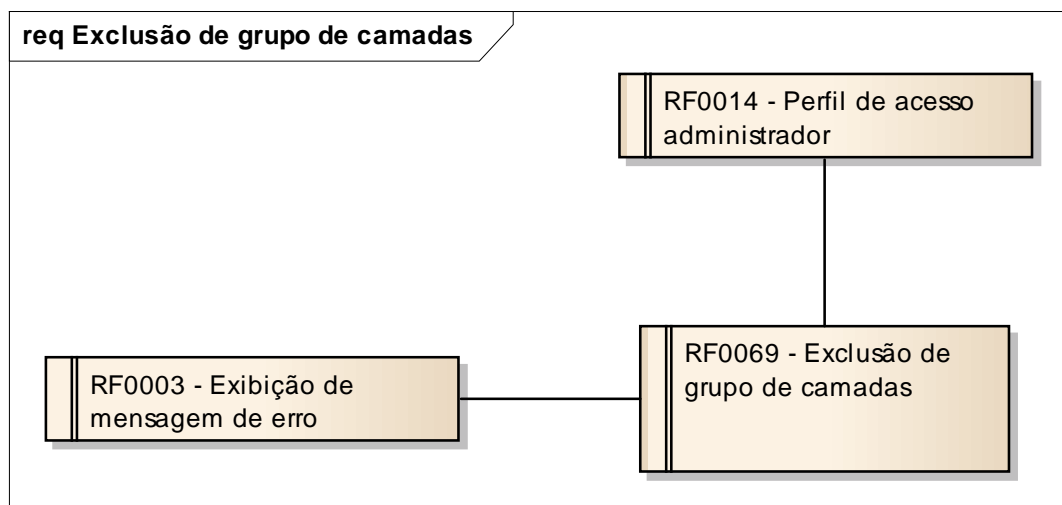 req Exclusão de grupo de camadas
RF0014 - Perfil de acesso
administrador
RF0069 - Exclusão de
grupo de camadas
RF0003 - Exibição de
mensagem de erro